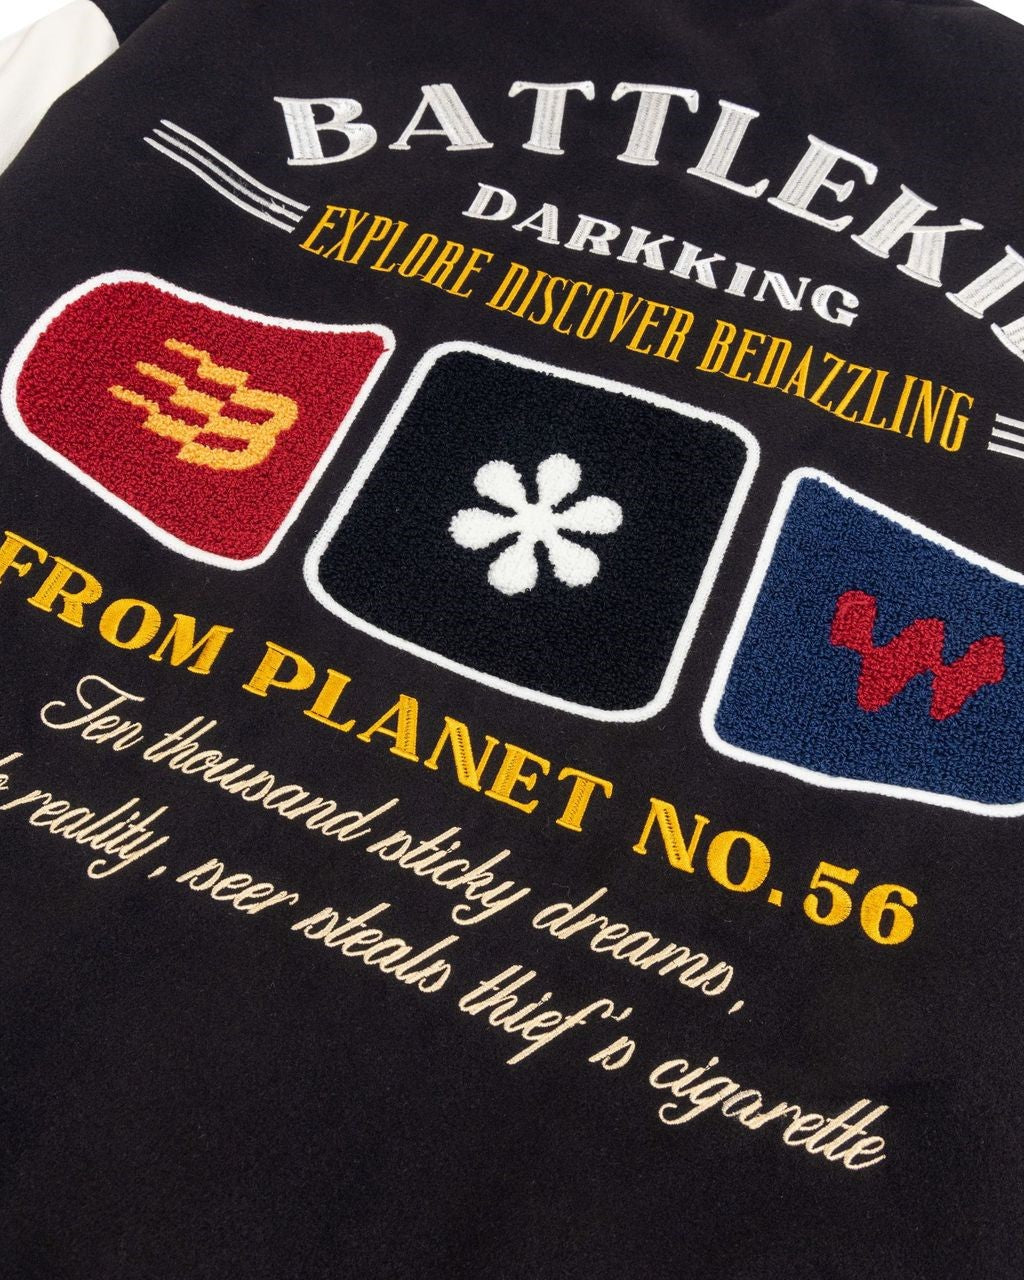 BATTLEKI
DARKKING
EXPLORE DISCOVER BEDAZZLING
FROM PLANET NO.56
Ten thousand sticky dreams,
reality, seer steals thief's cigarette